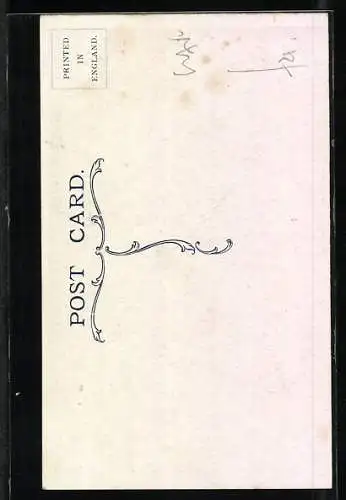 POST CARD.
PRINTED
IN
ENGLAND.